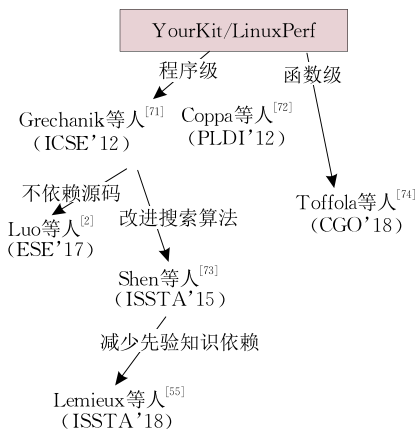 YourKit/LinuxPerf
程序级
函数级
Grechanik等人[71]
(ICSE'12)
Coppa等人[72]
(PLDI'12)
Toffola等人[74]
(CGO'18)
不依赖源码
改进搜索算法
Luo等人[2]
(ESE'17)
Shen等人[73]
(ISSTA'15)
减少先验知识依赖
Lemieux等人[55]
(ISSTA'18)